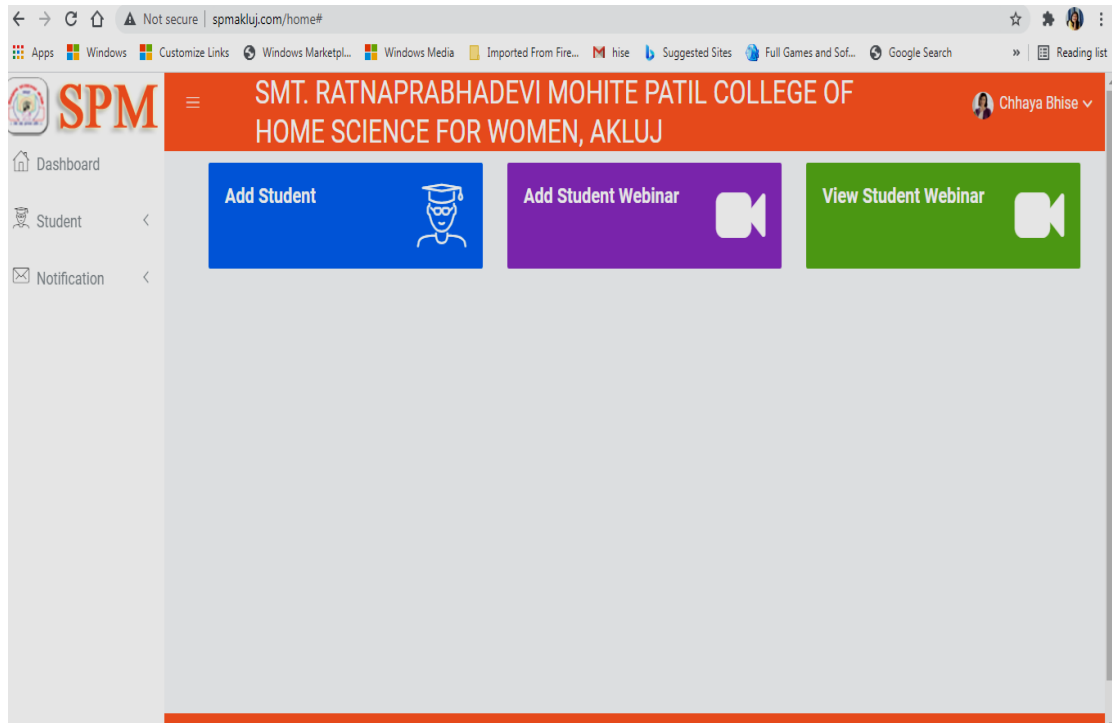 Not secure | spmakluj.com/home#
Apps Windows Customize Links Windows Marketpl... Windows Media Imported From Fire... hise Suggested Sites Full Games and Sof... Google Search » Reading list
SPM
SMT. RATNAPRABHADEVI MOHITE PATIL COLLEGE OF
HOME SCIENCE FOR WOMEN, AKLUJ
Chhaya Bhise
Dashboard
Student
Notification
Add Student
Add Student Webinar
View Student Webinar